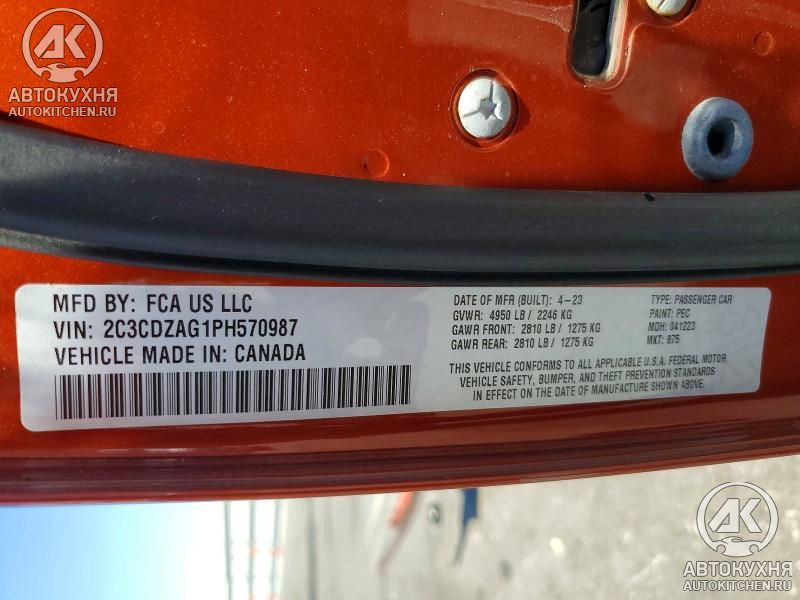 AK
АВТОКУХНЯ
AUTOKITCHEN.RU
MFD BY: FCA US LLC
VIN: 2C3CDZAG1PH570987
VEHICLE MADE IN: CANADA
DATE OF MFR (BUILT): 4-23
GVWR: 4950 LB / 2246 KG
GAWR FRONT: 2810 LB / 1275 KG
GAWR REAR: 2810 LB / 1275 KG
TYPE: PASSENGER CAR
PAINT: PEC
MDH: 041223
MKT: 875
THIS VEHICLE CONFORMS TO ALL APPLICABLE U.S.A. FEDERAL MOTOR
VEHICLE SAFETY, BUMPER, AND THEFT PREVENTION STANDARDS
IN EFFECT ON THE DATE OF MANUFACTURE SHOWN ABOVE.
AK
АВТОКУХНЯ
AUTOKITCHEN.RU